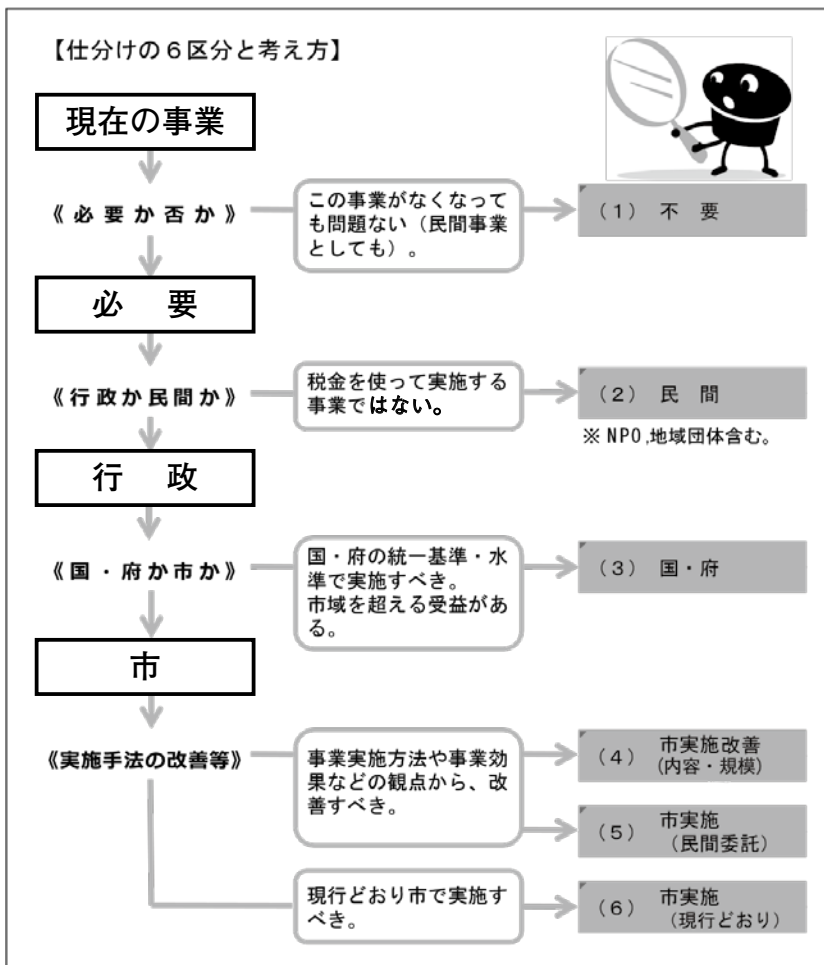 【仕分けの６区分と考え方】
現在の事業
《必要か否か》
この事業がなくなって
も問題ない（民間事業
としても）。
（１）　不　要
必　要
《行政か民間か》
税金を使って実施する
事業ではない。
（２）　民　間
※ NPO,地域団体含む。
行　政
《国・府か市か》
国・府の統一基準・水
準で実施すべき。
市域を超える受益があ
る。
（３）　国・府
市
《実施手法の改善等》
事業実施方法や事業効
果などの観点から、改
善すべき。
（４）　市実施改善
（内容・規模）
（５）　市実施
（民間委託）
現行どおり市で実施す
べき。
（６）　市実施
（現行どおり）